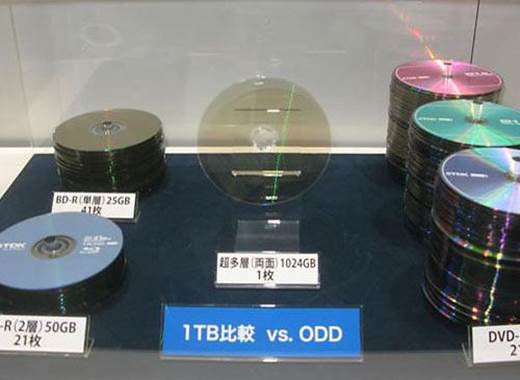 BD-R(単層)25GB
41枚
TDK
-R(2層)50GB
21枚
超多層(両面)1024GB
1枚
1TB比較 vs. ODD
TDK
TDK
DVD-
2